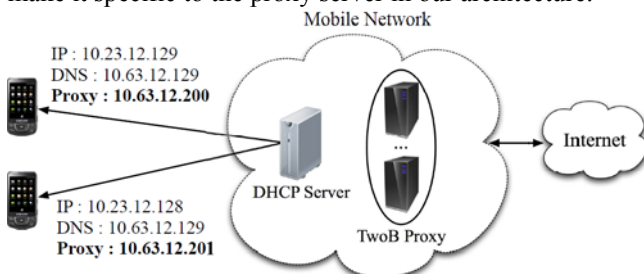 make it specific to the proxy server in our architecture.
Mobile Network
IP : 10.23.12.129
DNS : 10.63.12.129
Proxy : 10.63.12.200
DHCP Server
...
TwoB Proxy
Internet
IP : 10.23.12.128
DNS : 10.63.12.129
Proxy : 10.63.12.201